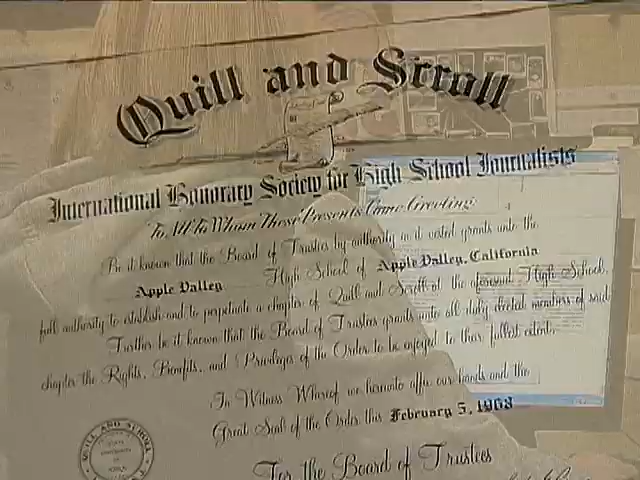 Quill and Scroll
International Honorary Society for High School Journalists
To All To Whom These Presents Come Greeting
Be it known that the Board of Trustees by authority in it vested grants unto the
Apple Valley High School of Apple Valley, California
full authority to establish and to perpetuate a chapter of Quill and Scroll at the aforesaid High School.
Further be it known that the Board of Trustees grants unto all duly elected members of said
chapter the Rights, Benefits, and Privileges of the Order to be enjoyed to their fullest extent.
In Witness Whereof we hereunto affix our hands and the
Great Seal of the Order this February 5, 1968
QUILL AND SCROLL
For the Board of Trustees